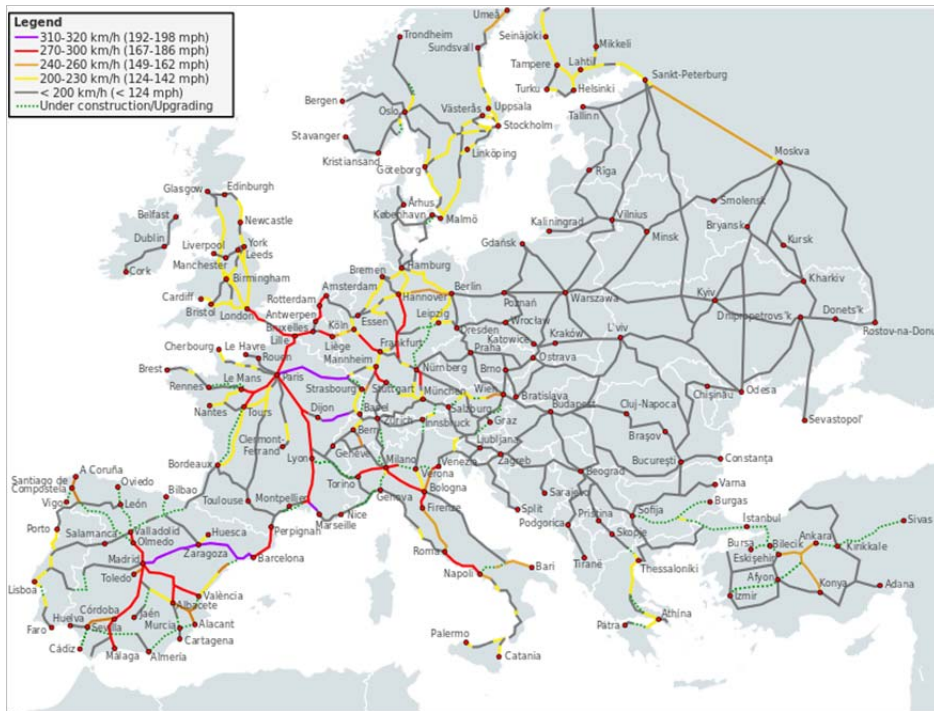 Legend
310-320 km/h (192-198 mph)
270-300 km/h (167-186 mph)
240-260 km/h (149-162 mph)
200-230 km/h (124-142 mph)
< 200 km/h (< 124 mph)
Under construction/Upgrading
Umeå
Trondheim
Sundsvall
Seinäjoki
Mikkeli
Tampere
Lahti
Turku
Helsinki
Sankt-Peterburg
Bergen
Oslo
Västerås
Uppsala
Stockholm
Tallinn
Stavanger
Kristiansand
Göteborg
Linköping
Moskva
Rīga
Glasgow
Edinburgh
Århus
København
Malmö
Smolensk
Belfast
Newcastle
Kaliningrad
Vilnius
Minsk
Bryansk
Kursk
Dublin
Liverpool
York
Leeds
Manchester
Gdańsk
Cork
Birmingham
Bremen
Hamburg
Kharkiv
Cardiff
Bristol
London
Amsterdam
Rotterdam
Antwerpen
Hannover
Berlin
Poznań
Warszawa
Kyiv
Bruxelles
Lille
Köln
Essen
Leipzig
Dresden
Wrocław
Dnipropetrovs'k
Donets'k
Rostov-na-Donu
Cherbourg
Le Havre
Rouen
Liège
Mannheim
Frankfurt
Katowice
Kraków
L'viv
Praha
Ostrava
Brest
Rennes
Le Mans
Paris
Strasbourg
Stuttgart
Nürnberg
Brno
Nantes
Tours
Dijon
Basel
München
Wien
Bratislava
Budapest
Cluj-Napoca
Chişinău
Odesa
Clermont-
Ferrand
Bern
Zürich
Innsbruck
Salzburg
Graz
Sevastopol'
Bordeaux
Lyon
Genève
Milano
Venezia
Ljubljana
Zagreb
Braşov
Bucureşti
Constanţa
Santiago de
Compostela
A Coruña
Oviedo
Bilbao
Toulouse
Montpellier
Torino
Verona
Bologna
Genova
Beograd
Vigo
León
Nice
Marseille
Firenze
Sarajevo
Split
Varna
Burgas
Porto
Salamanca
Valladolid
Olmedo
Huesca
Perpignan
Podgorica
Priština
Sofija
Skopje
Istanbul
Sivas
Zaragoza
Barcelona
Roma
Bursa
Bilecik
Ankara
Kirikkale
Madrid
Toledo
Napoli
Bari
Tiranë
Thessaloníki
Eskişehir
Lisboa
València
Afyon
Konya
Adana
Izmir
Albacete
Córdoba
Jaén
Murcia
Alacant
Cartagena
Huelva
Sevilla
Faro
Cádiz
Málaga
Almería
Palermo
Catania
Patra
Athína